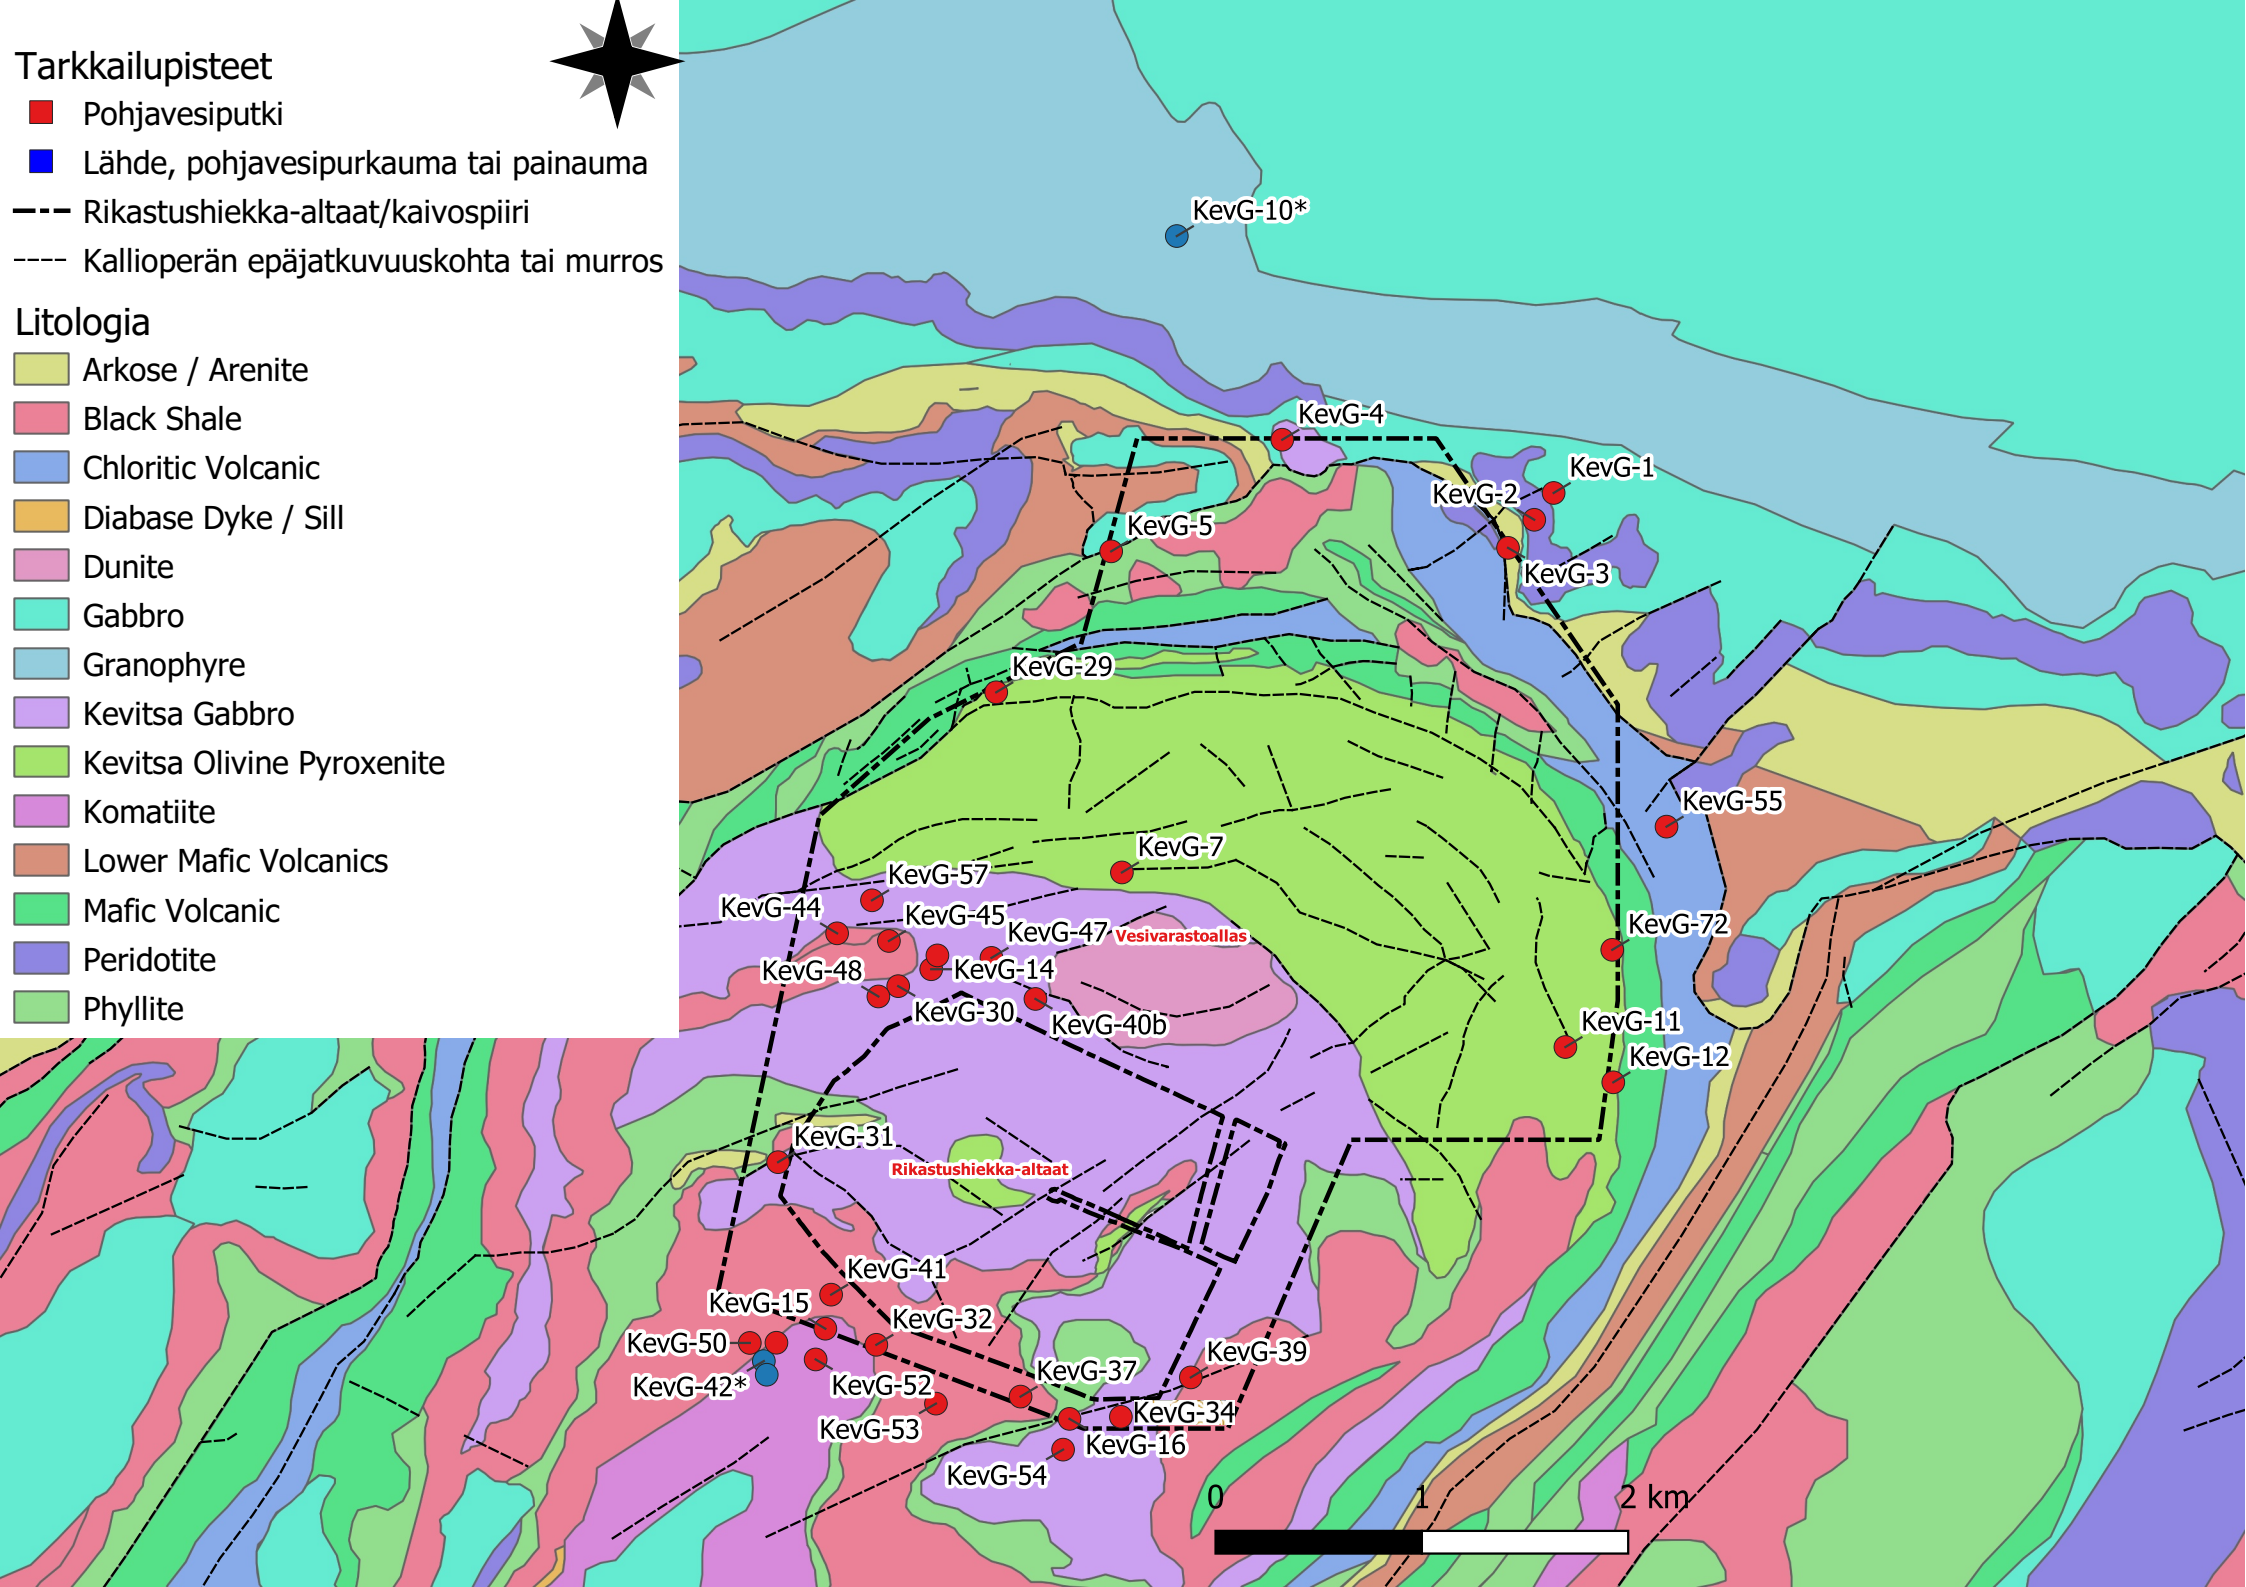 Tarkkailupisteet
Pohjavesiputki
Lähde, pohjavesipurkauma tai painauma
Rikastushiekka-altaat/kaivospiiri
Kallioperän epäjatkuvuuskohta tai murros
Litologia
Arkose / Arenite
Black Shale
Chloritic Volcanic
Diabase Dyke / Sill
Dunite
Gabbro
Granophyre
Kevitsa Gabbro
Kevitsa Olivine Pyroxenite
Komatiite
Lower Mafic Volcanics
Mafic Volcanic
Peridotite
Phyllite
KevG-10*
KevG-4
KevG-1
KevG-2
KevG-5
KevG-3
KevG-29
KevG-55
KevG-7
KevG-57
KevG-44
KevG-45
KevG-47
Vesivarastoallas
KevG-72
KevG-48
KevG-14
KevG-30
KevG-40b
KevG-11
KevG-12
KevG-31
Rikastushiekka-altaat
KevG-41
KevG-15
KevG-32
KevG-50
KevG-39
KevG-37
KevG-42*
KevG-52
KevG-34
KevG-53
KevG-16
KevG-54
0 1 2 km